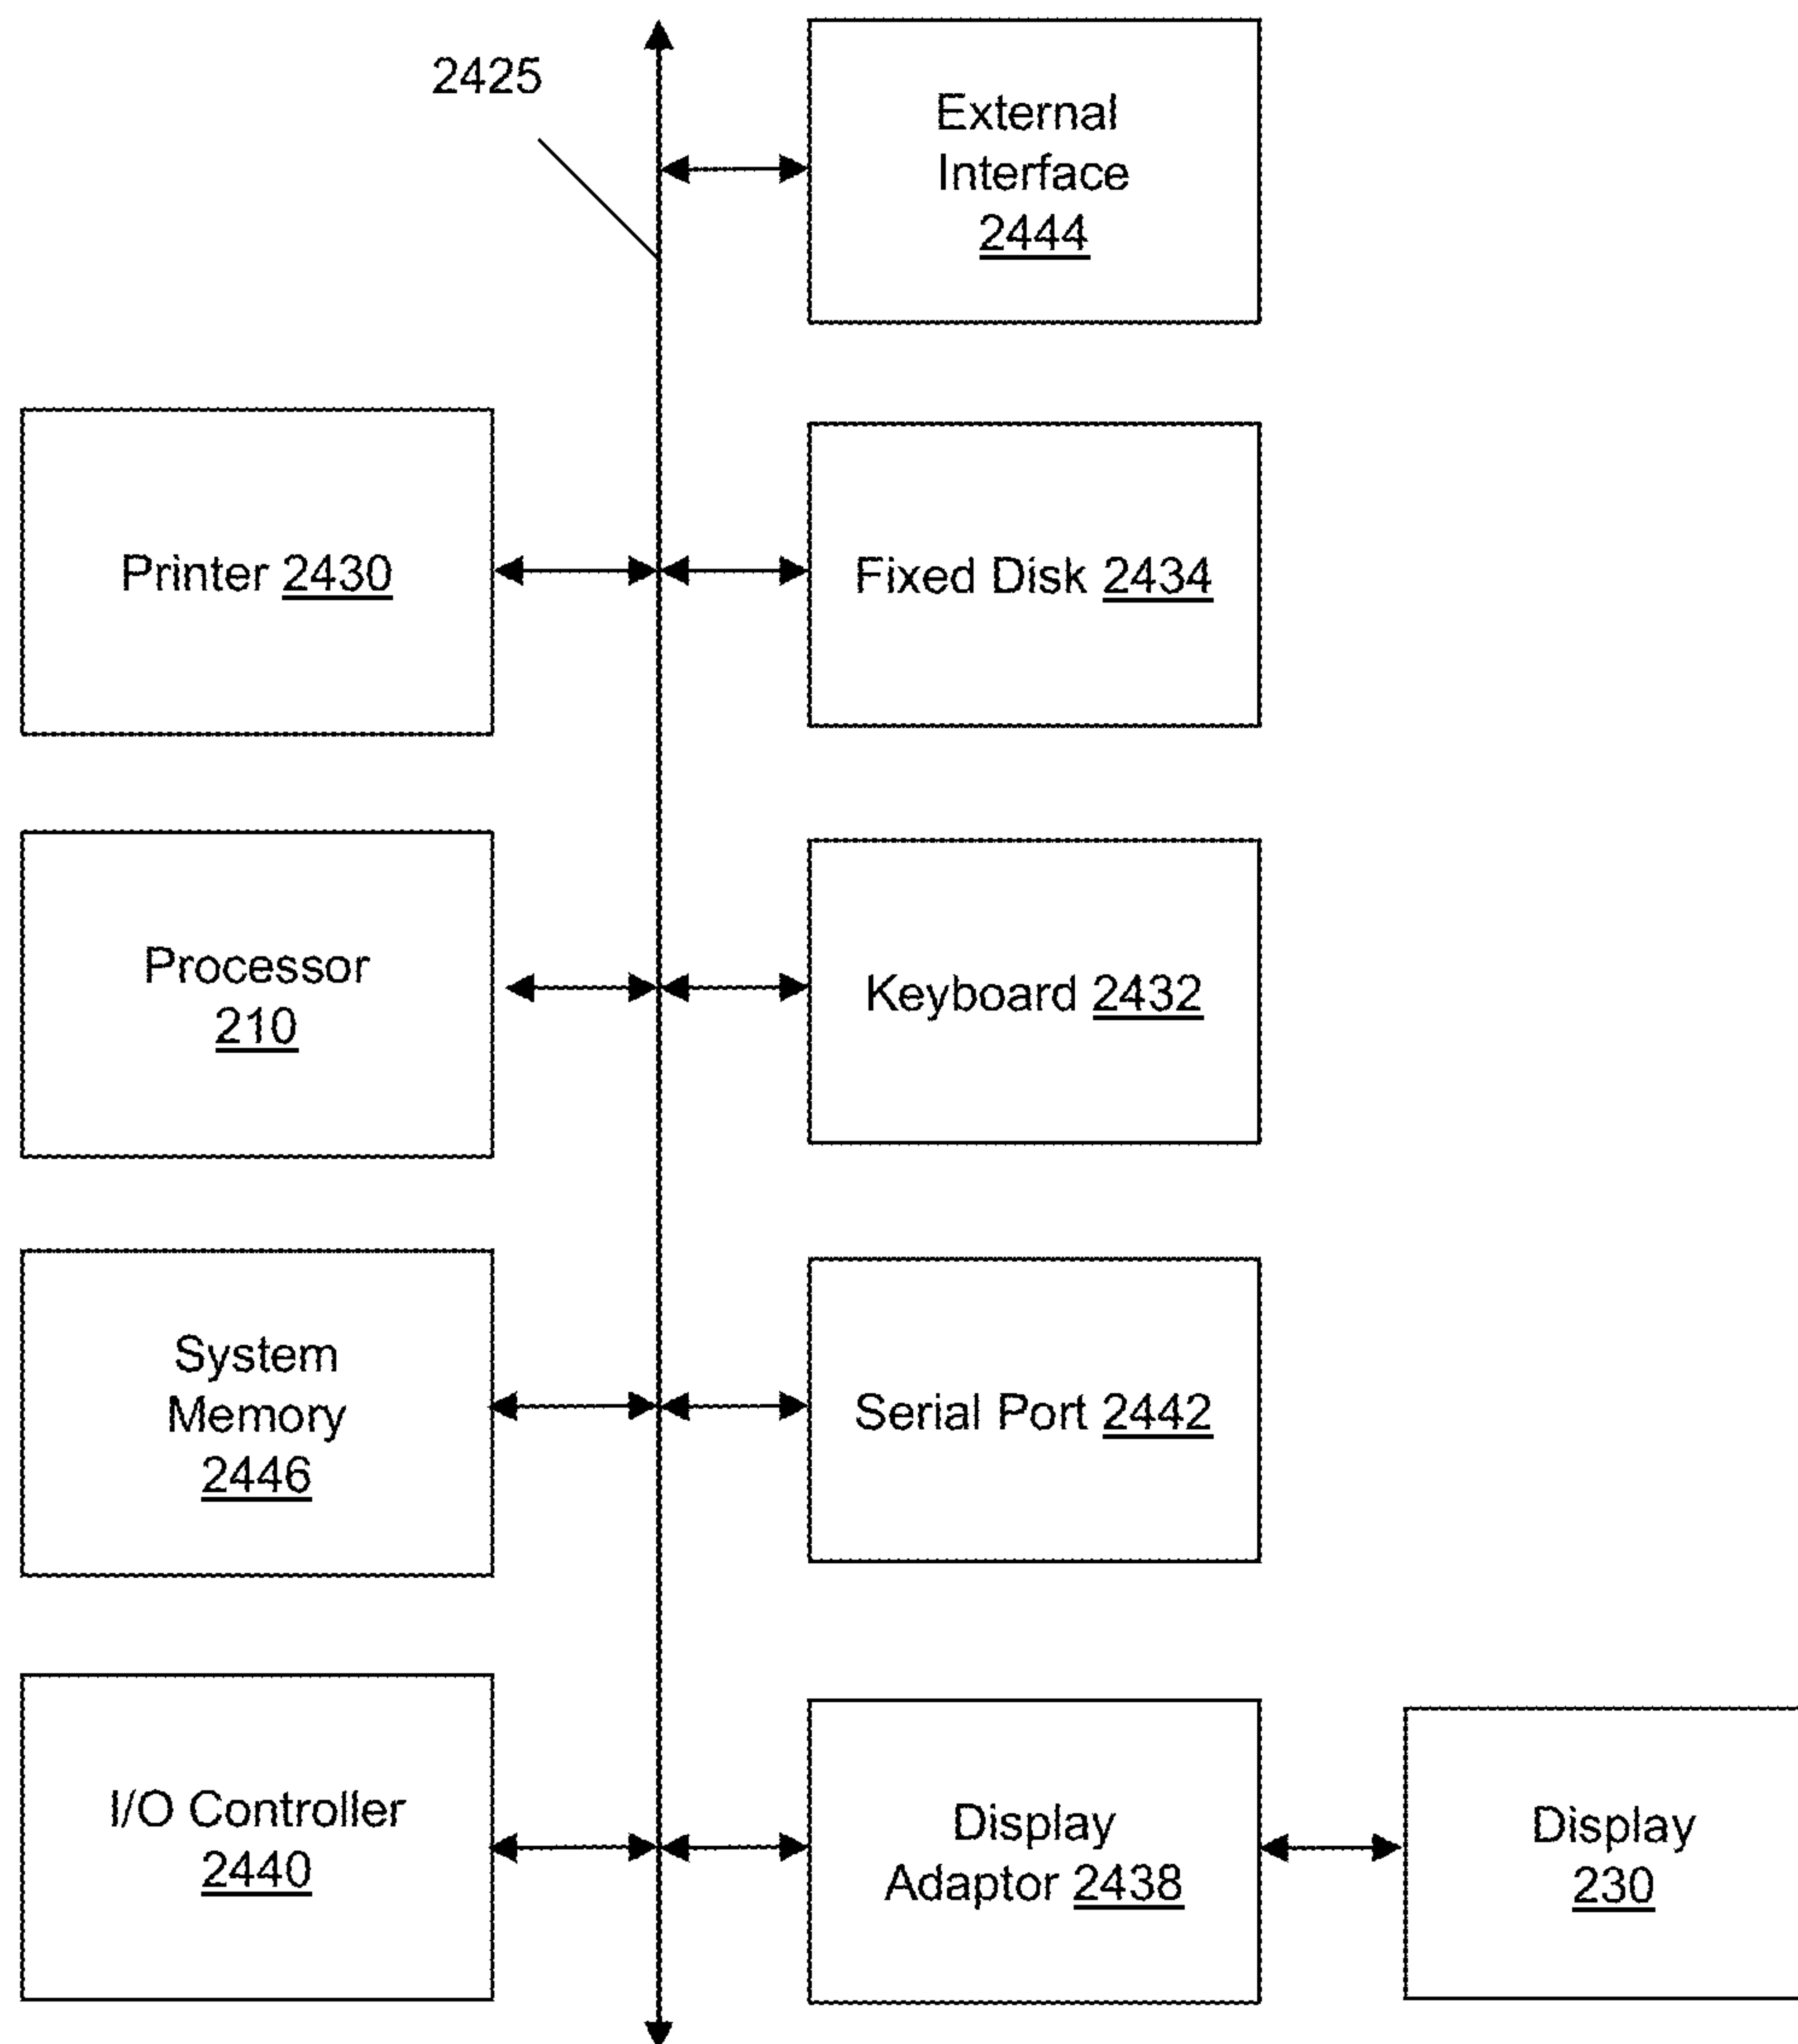 2425
External
Interface
2444
Printer 2430
Fixed Disk 2434
Processor
210
Keyboard 2432
System
Memory
2446
Serial Port 2442
I/O Controller
2440
Display
Adaptor 2438
Display
230